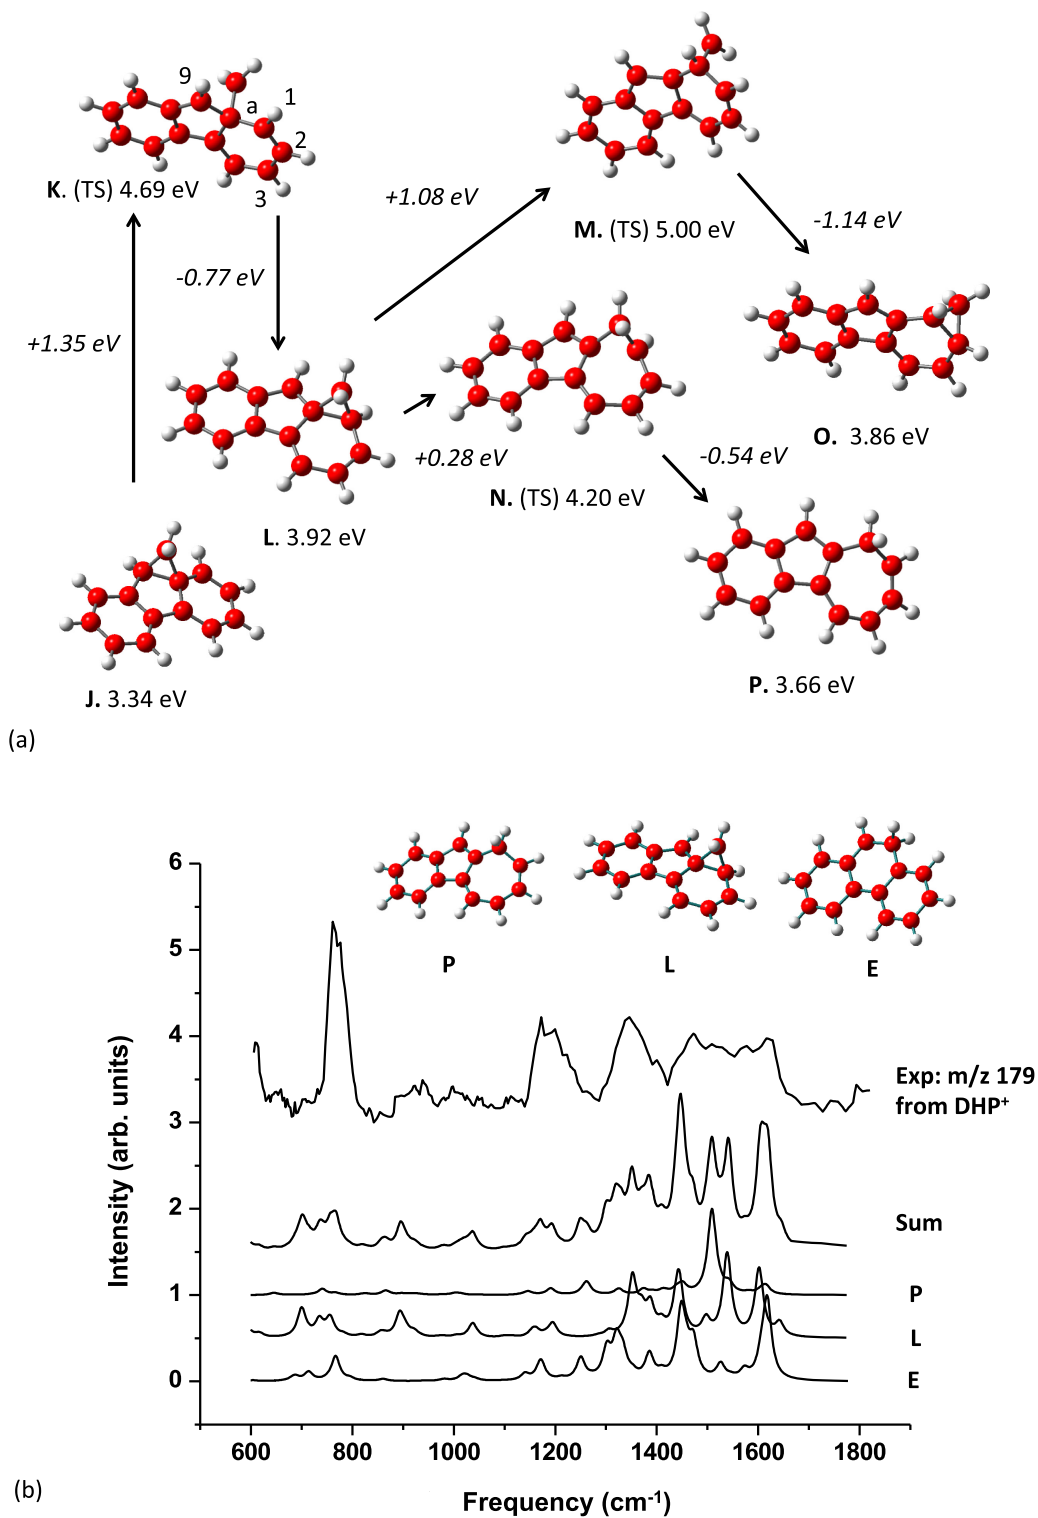 9
a
1
2
3
K. (TS) 4.69 eV
+1.08 eV
M. (TS) 5.00 eV
-1.14 eV
-0.77 eV
+1.35 eV
O. 3.86 eV
+0.28 eV
-0.54 eV
N. (TS) 4.20 eV
L. 3.92 eV
J. 3.34 eV
P. 3.66 eV
(a)
P
L
E
6
5
4
3
2
1
0
Intensity (arb. units)
Exp: m/z 179
from DHP+
Sum
P
L
E
600
800
1000
1200
1400
1600
1800
(b)
Frequency (cm-1)